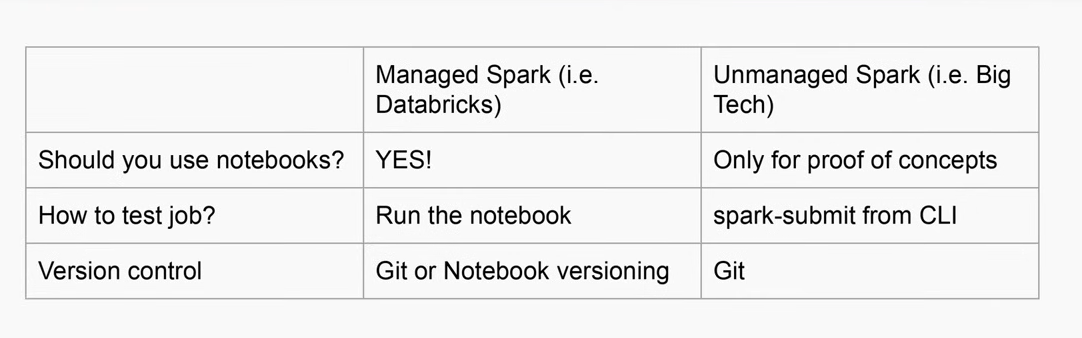 Managed Spark (i.e.
Databricks)
Unmanaged Spark (i.e. Big
Tech)
Should you use notebooks?
YES!
Only for proof of concepts
How to test job?
Run the notebook
spark-submit from CLI
Version control
Git or Notebook versioning
Git